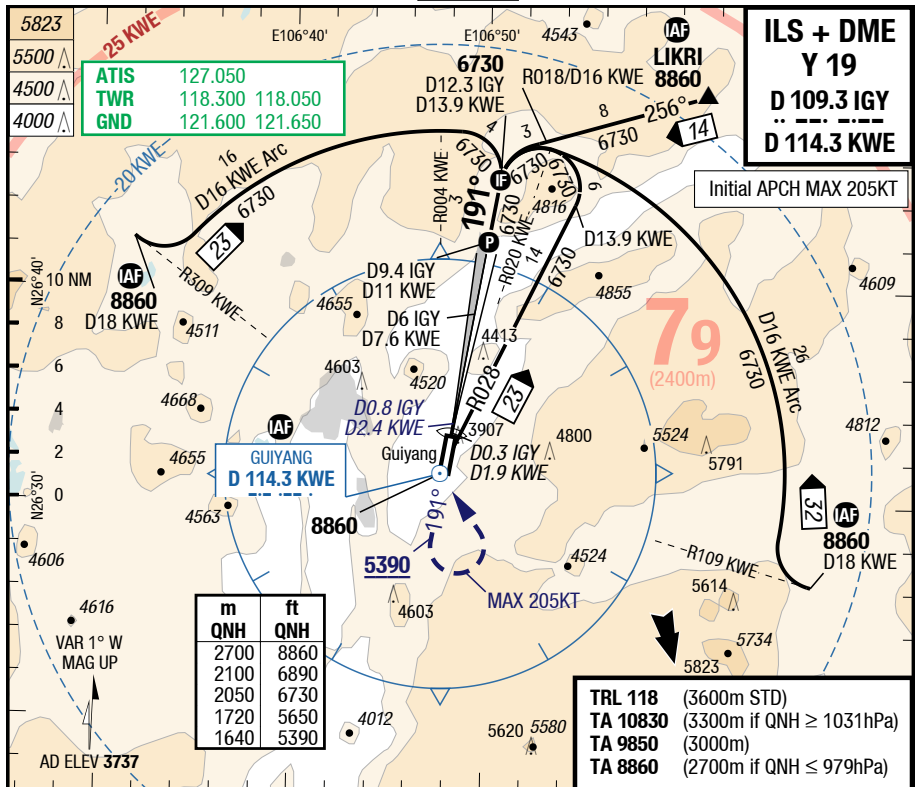 5823
5500
4500
4000
25 KWE
E106°40'
E106°50'
4543
IAF
LIKRI
8860
ILS + DME
Y 19
D 109.3 IGY
D 114.3 KWE
ATIS 127.050
TWR 118.300 118.050
GND 121.600 121.650
6730
D12.3 IGY
D13.9 KWE
R018/D16 KWE
8
256°
6730
14
Initial APCH MAX 205KT
20 KWE
16
D16 KWE Arc
6730
23
R004 KWE
4
6730
3
IF
6730
6730
6
4816
191°
3
6730
P
R020 KWE
14
6730
D13.9 KWE
N26°40'
10 NM
8
6
4
2
0
N26°30'
IAF
8860
D18 KWE
R309 KWE
4511
4655
D9.4 IGY
D11 KWE
D6 IGY
D7.6 KWE
4855
4413
79
(2400m)
4609
D16 KWE Arc
26
6730
4603
4520
4668
D0.8 IGY
D2.4 KWE
R028
23
3907
IAF
GUIYANG
D 114.3 KWE
Guiyang
D0.3 IGY
D1.9 KWE
4800
5524
5791
4812
4655
4563
4606
8860
191°
5390
MAX 205KT
4524
4603
R109 KWE
32
IAF
8860
D18 KWE
5614
5734
5823
4616
VAR 1° W
MAG UP
AD ELEV 3737
m ft
QNH QNH
2700 8860
2100 6890
2050 6730
1720 5650
1640 5390
4012
5620
5580
TRL 118 (3600m STD)
TA 10830 (3300m if QNH ≥ 1031hPa)
TA 9850 (3000m)
TA 8860 (2700m if QNH ≤ 979hPa)